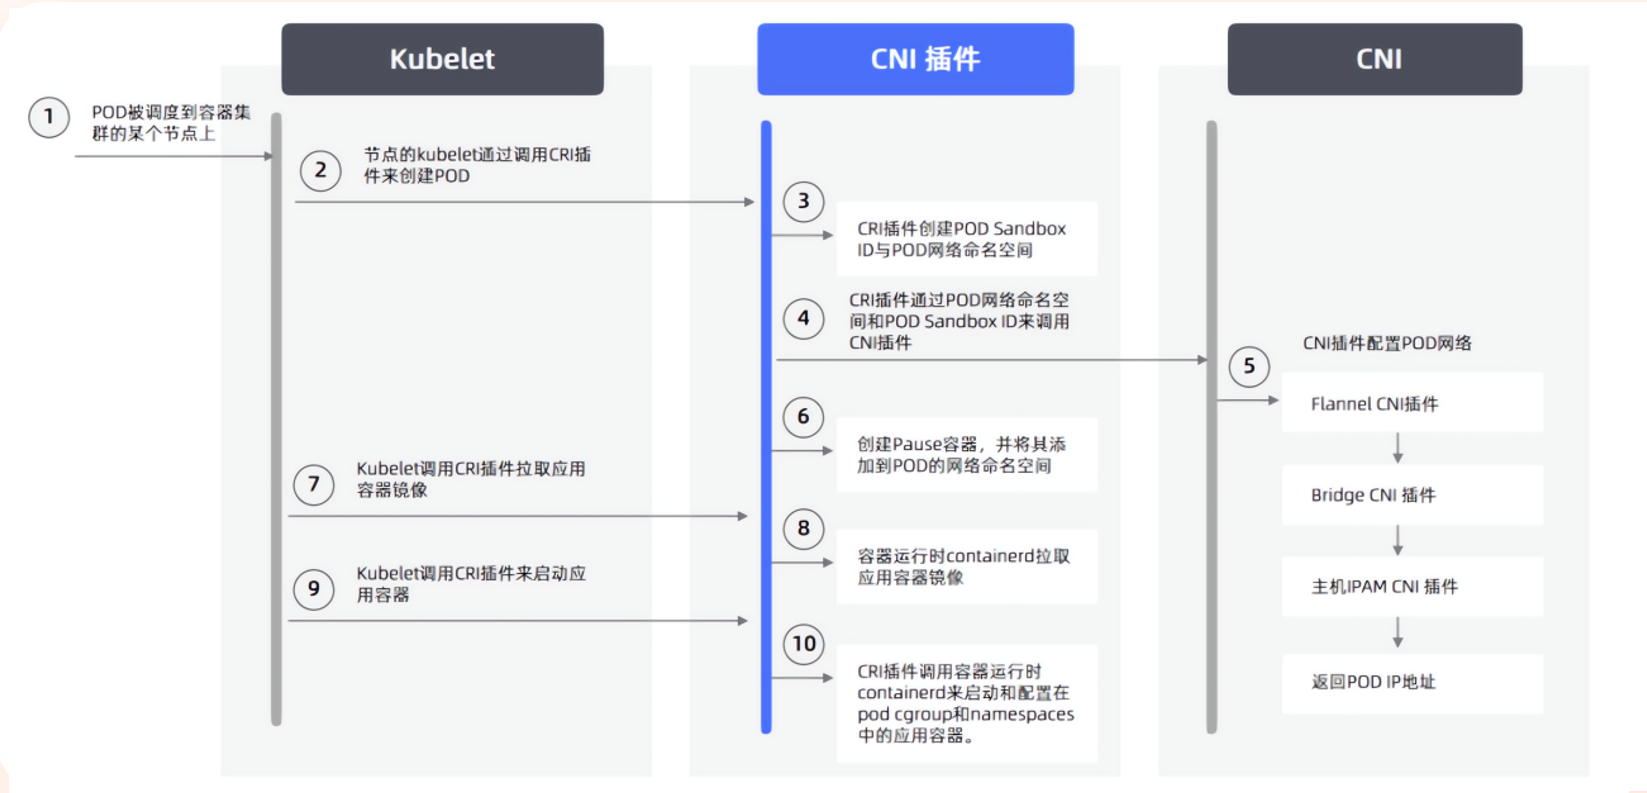 Kubelet
CNI 插件
CNI
1
POD被调度到容器集
群的某个节点上
2
节点的kubelet通过调用CRI插
件来创建POD
3
CRI插件创建POD Sandbox
ID与POD网络命名空间
4
CRI插件通过POD网络命名空
间和POD Sandbox ID来调用
CNI插件
5
CNI插件配置POD网络
Flannel CNI插件
Bridge CNI 插件
主机IPAM CNI 插件
返回POD IP地址
6
创建Pause容器，并将其添
加到POD的网络命名空间
7
Kubelet调用CRI插件拉取应用
容器镜像
8
容器运行时containerd拉取
应用容器镜像
9
Kubelet调用CRI插件来启动应
用容器
10
CRI插件调用容器运行时
containerd来启动和配置在
pod cgroup和namespaces
中的应用容器。